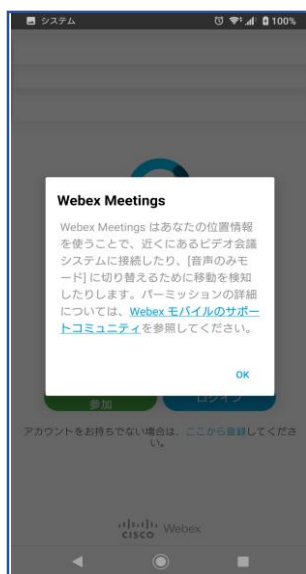 システム
100%
Webex Meetings
Webex Meetings はあなたの位置情報
を使うことで、近くにあるビデオ会議
システムに接続したり、[音声のみモ
ード] に切り替えるために移動を検知
したりします。パーミッションの詳細
については、Webex モバイルのサポー
トコミュニティを参照してください。
OK
参加
ログイン
アカウントをお持ちでない場合は、ここから登録してくださ
い。
cisco Webex